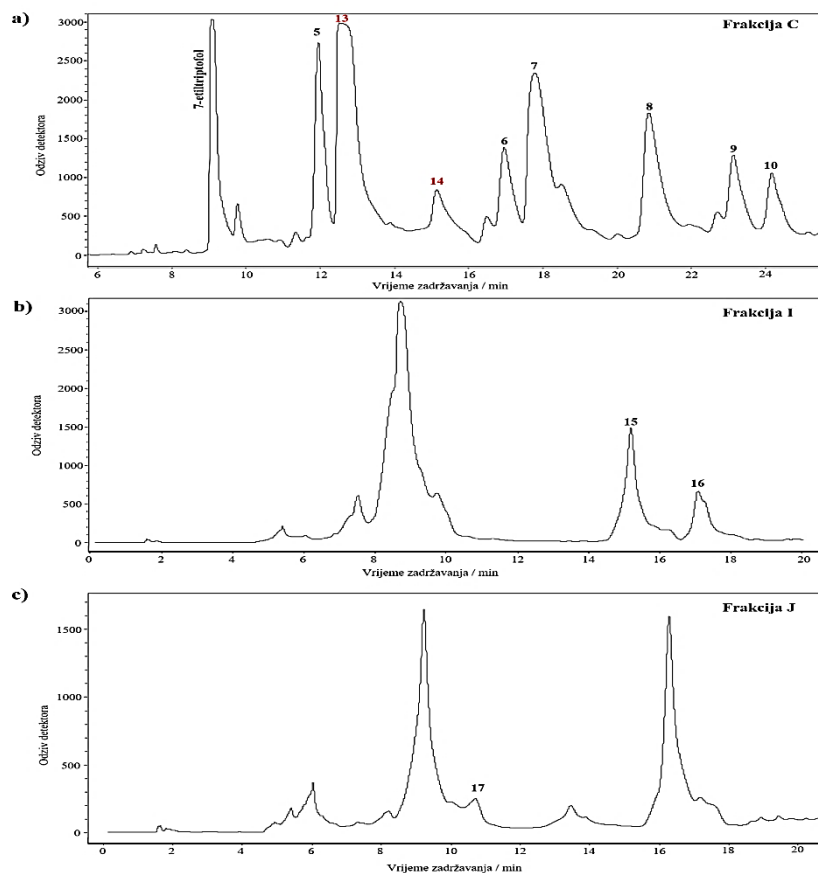 a)
Frakcija C
3000
2500
2000
1500
1000
500
0
Odziv detektora
7-etiltriptofol
5
13
14
6
7
8
9
10
6 8 10 12 14 16 18 20 22 24
Vrijeme zadržavanja / min
b)
Frakcija I
3000
2500
2000
1500
1000
500
0
Odziv detektora
15
16
0 2 4 6 8 10 12 14 16 18 20
Vrijeme zadržavanja / min
c)
Frakcija J
1500
1000
500
0
Odziv detektora
17
0 2 4 6 8 10 12 14 16 18 20
Vrijeme zadržavanja / min